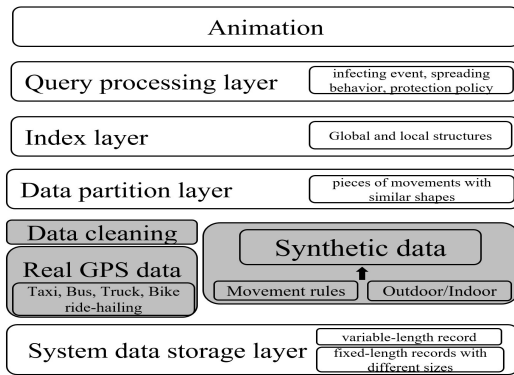 Animation
Query processing layer
infecting event, spreading
behavior, protection policy
Index layer
Global and local structures
Data partition layer
pieces of movements with
similar shapes
Data cleaning
Real GPS data
Taxi, Bus, Truck, Bike
ride-hailing
Synthetic data
Movement rules
Outdoor/Indoor
System data storage layer
variable-length record
fixed-length records with
different sizes